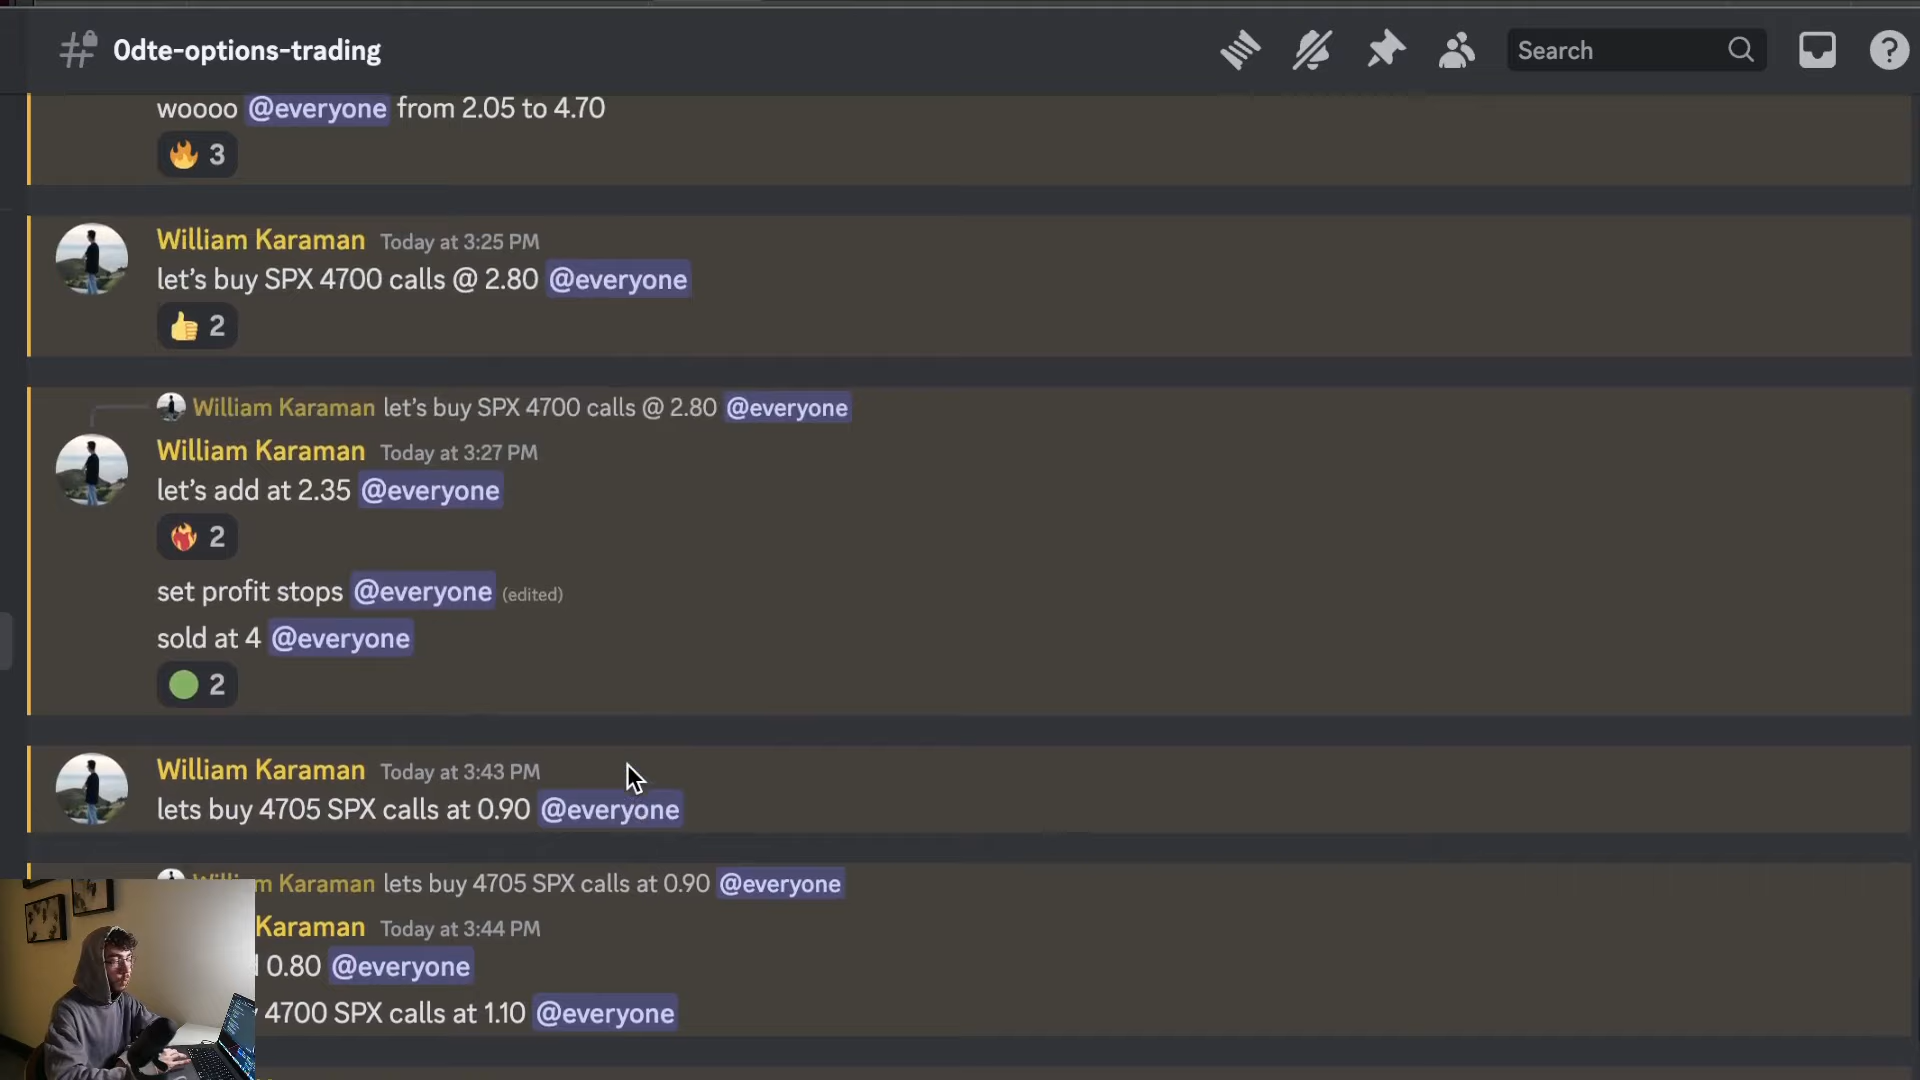 0dte-options-trading
Search
woooo @everyone from 2.05 to 4.70
3
William Karaman Today at 3:25 PM
let's buy SPX 4700 calls @ 2.80 @everyone
2
William Karaman let's buy SPX 4700 calls @ 2.80 @everyone
William Karaman Today at 3:27 PM
let's add at 2.35 @everyone
2
set profit stops @everyone (edited)
sold at 4 @everyone
2
William Karaman Today at 3:43 PM
lets buy 4705 SPX calls at 0.90 @everyone
Karaman lets buy 4705 SPX calls at 0.90 @everyone
Karaman Today at 3:44 PM
0.80 @everyone
4700 SPX calls at 1.10 @everyone